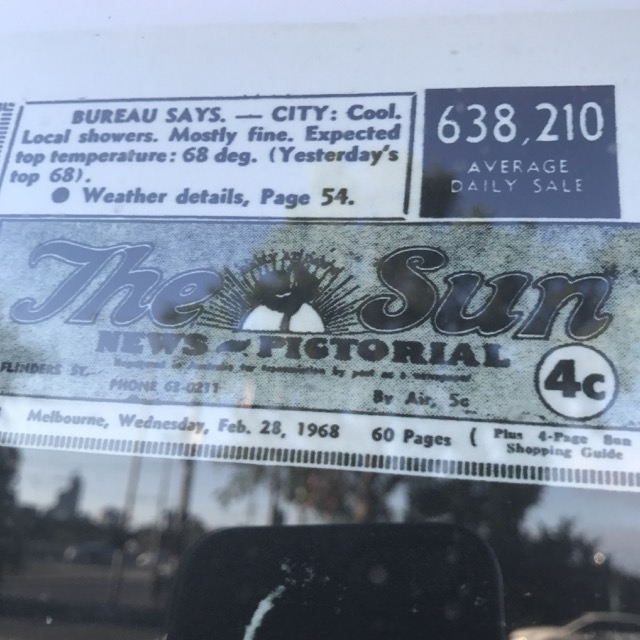 BUREAU SAYS. — CITY: Cool.
Local showers. Mostly fine. Expected
top temperature: 68 deg. (Yesterday's
top 68).
● Weather details, Page 54.
638,210
AVERAGE
DAILY SALE
The Sun
NEWS PICTORIAL
FLINDERS ST.
PHONE 63-0211
By Air, 5c
4c
Melbourne, Wednesday, Feb. 28, 1968 60 Pages ( Plus 4-Page
Shopping Guide